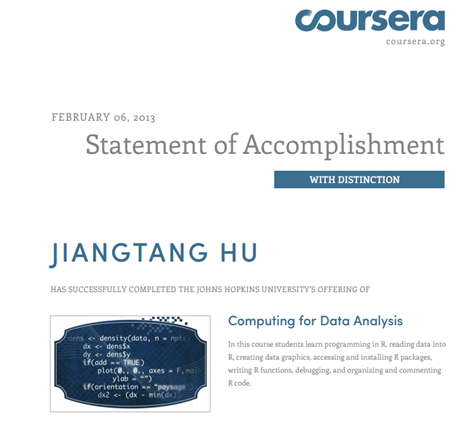 coursera
coursera.org
FEBRUARY 06, 2013
Statement of Accomplishment
WITH DISTINCTION
JIANGTANG HU
HAS SUCCESSFULLY COMPLETED THE JOHNS HOPKINS UNIVERSITY'S OFFERING OF
Computing for Data Analysis
In this course students learn programming in R, reading data into
R, creating data graphics, accessing and installing R packages,
writing R functions, debugging, and organizing and commenting
R code.
dens <- density(data, n = npts)
dx <- dens$x
dy <- dens$y
if(add == TRUE)
plot(0., 0., axes = F, main
ylab = "")
if(orientation == "paysage"
dx2 <- (dx - min(dx)